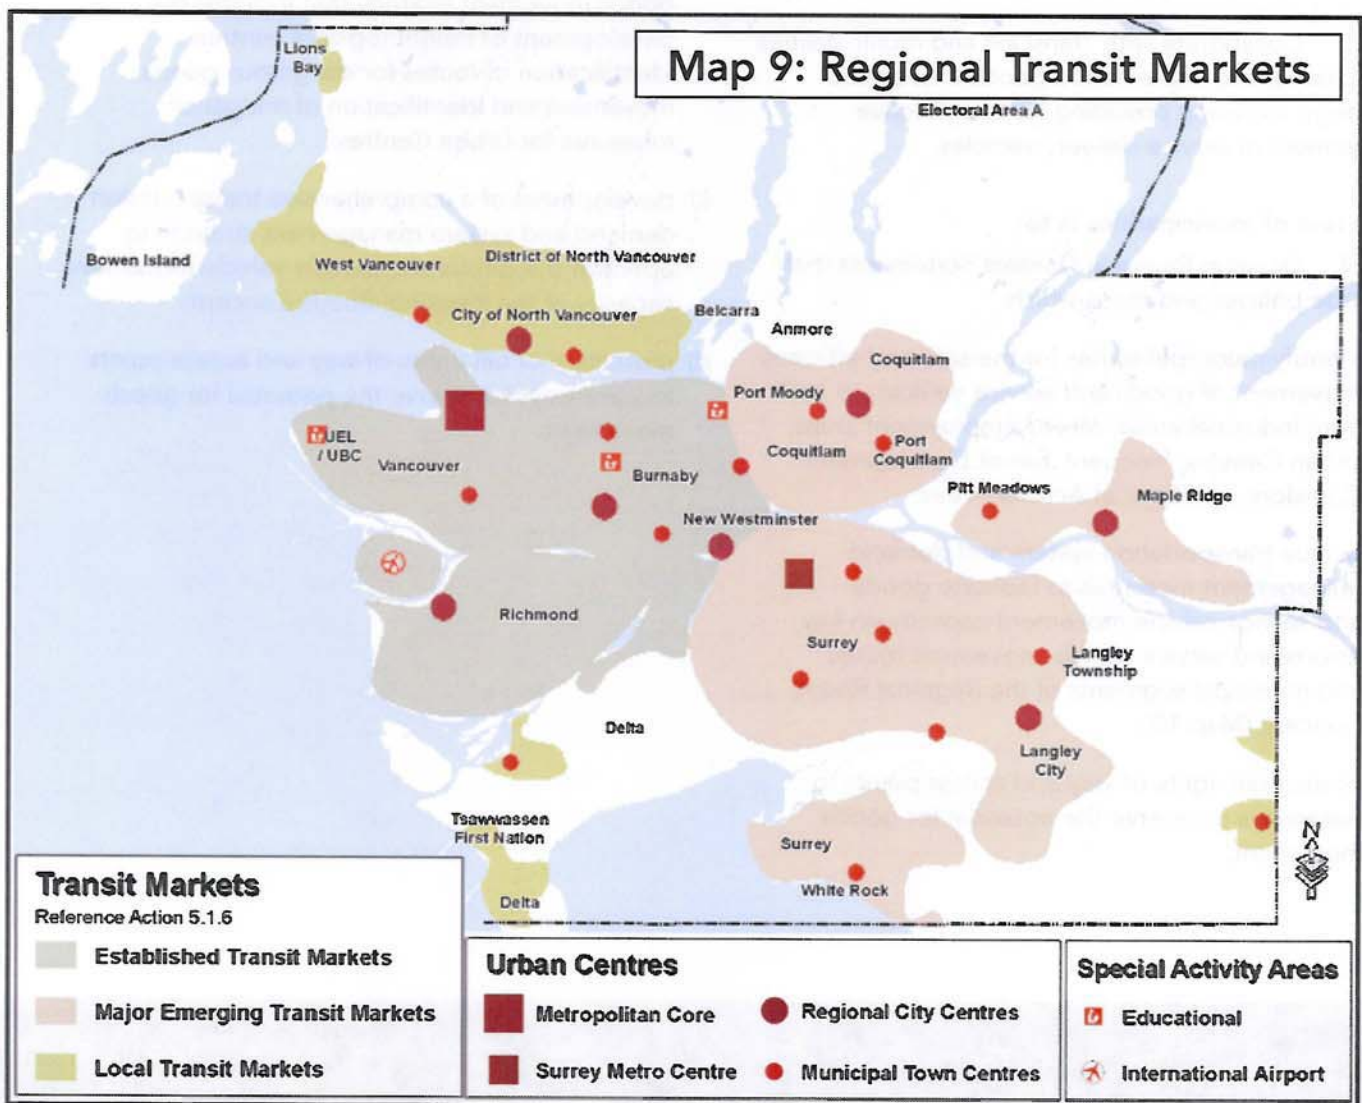 Map 9: Regional Transit Markets
Lions
Bay
Electoral Area A
Bowen Island
West Vancouver
District of North Vancouver
City of North Vancouver
Belcarra
Anmore
Coquitlam
Port Moody
UEL
/ UBC
Vancouver
Burnaby
Coquitlam
Port
Coquitlam
Pitt Meadows
Maple Ridge
New Westminster
Richmond
Surrey
Langley
Township
Delta
Langley
City
Tsawwassen
First Nation
Surrey
White Rock
Delta
N
Transit Markets
Reference Action 5.1.6
Established Transit Markets
Major Emerging Transit Markets
Local Transit Markets
Urban Centres
Metropolitan Core
Surrey Metro Centre
Regional City Centres
Municipal Town Centres
Special Activity Areas
Educational
International Airport